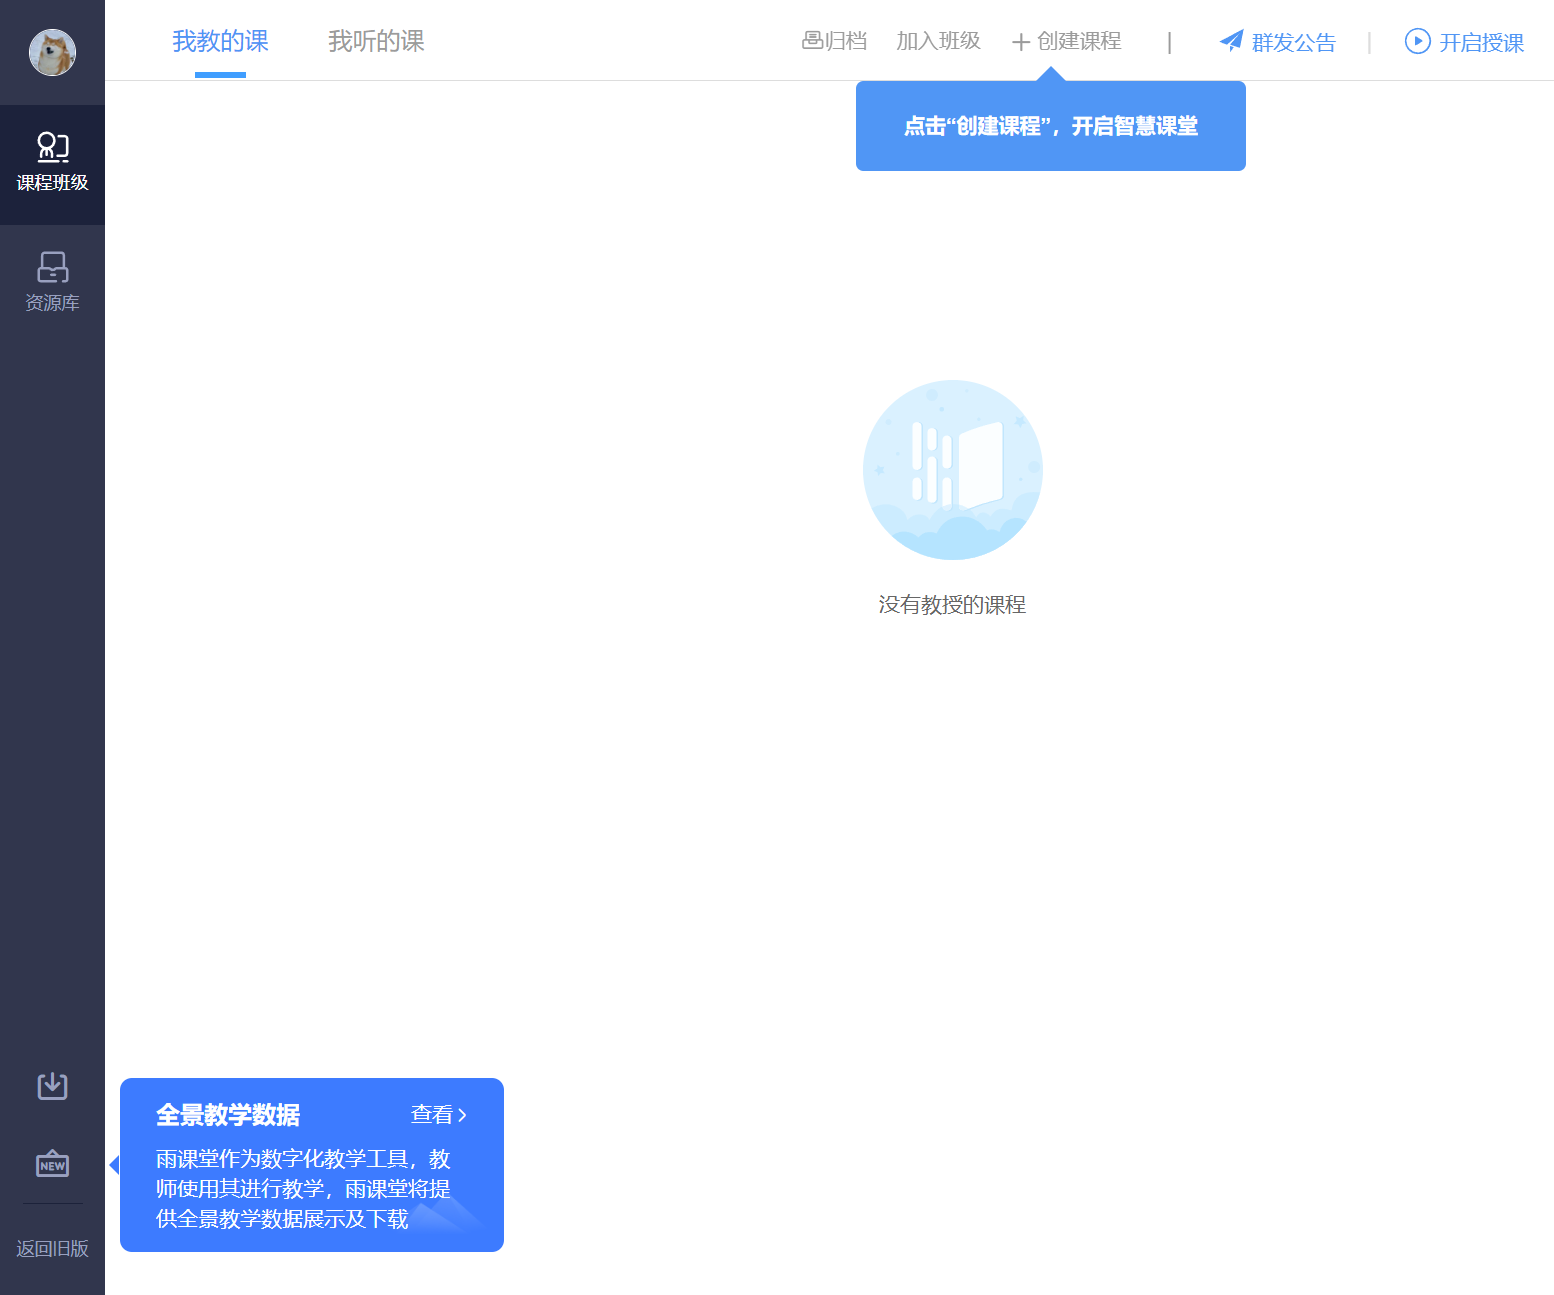 我教的课 我听的课 归档 加入班级 创建课程 | 群发公告 | 开启授课
点击“创建课程”，开启智慧课堂
课程班级
资源库
没有教授的课程
全景教学数据 查看
雨课堂作为数字化教学工具，教
师使用其进行教学，雨课堂将提
供全景教学数据展示及下载
NEW
返回旧版